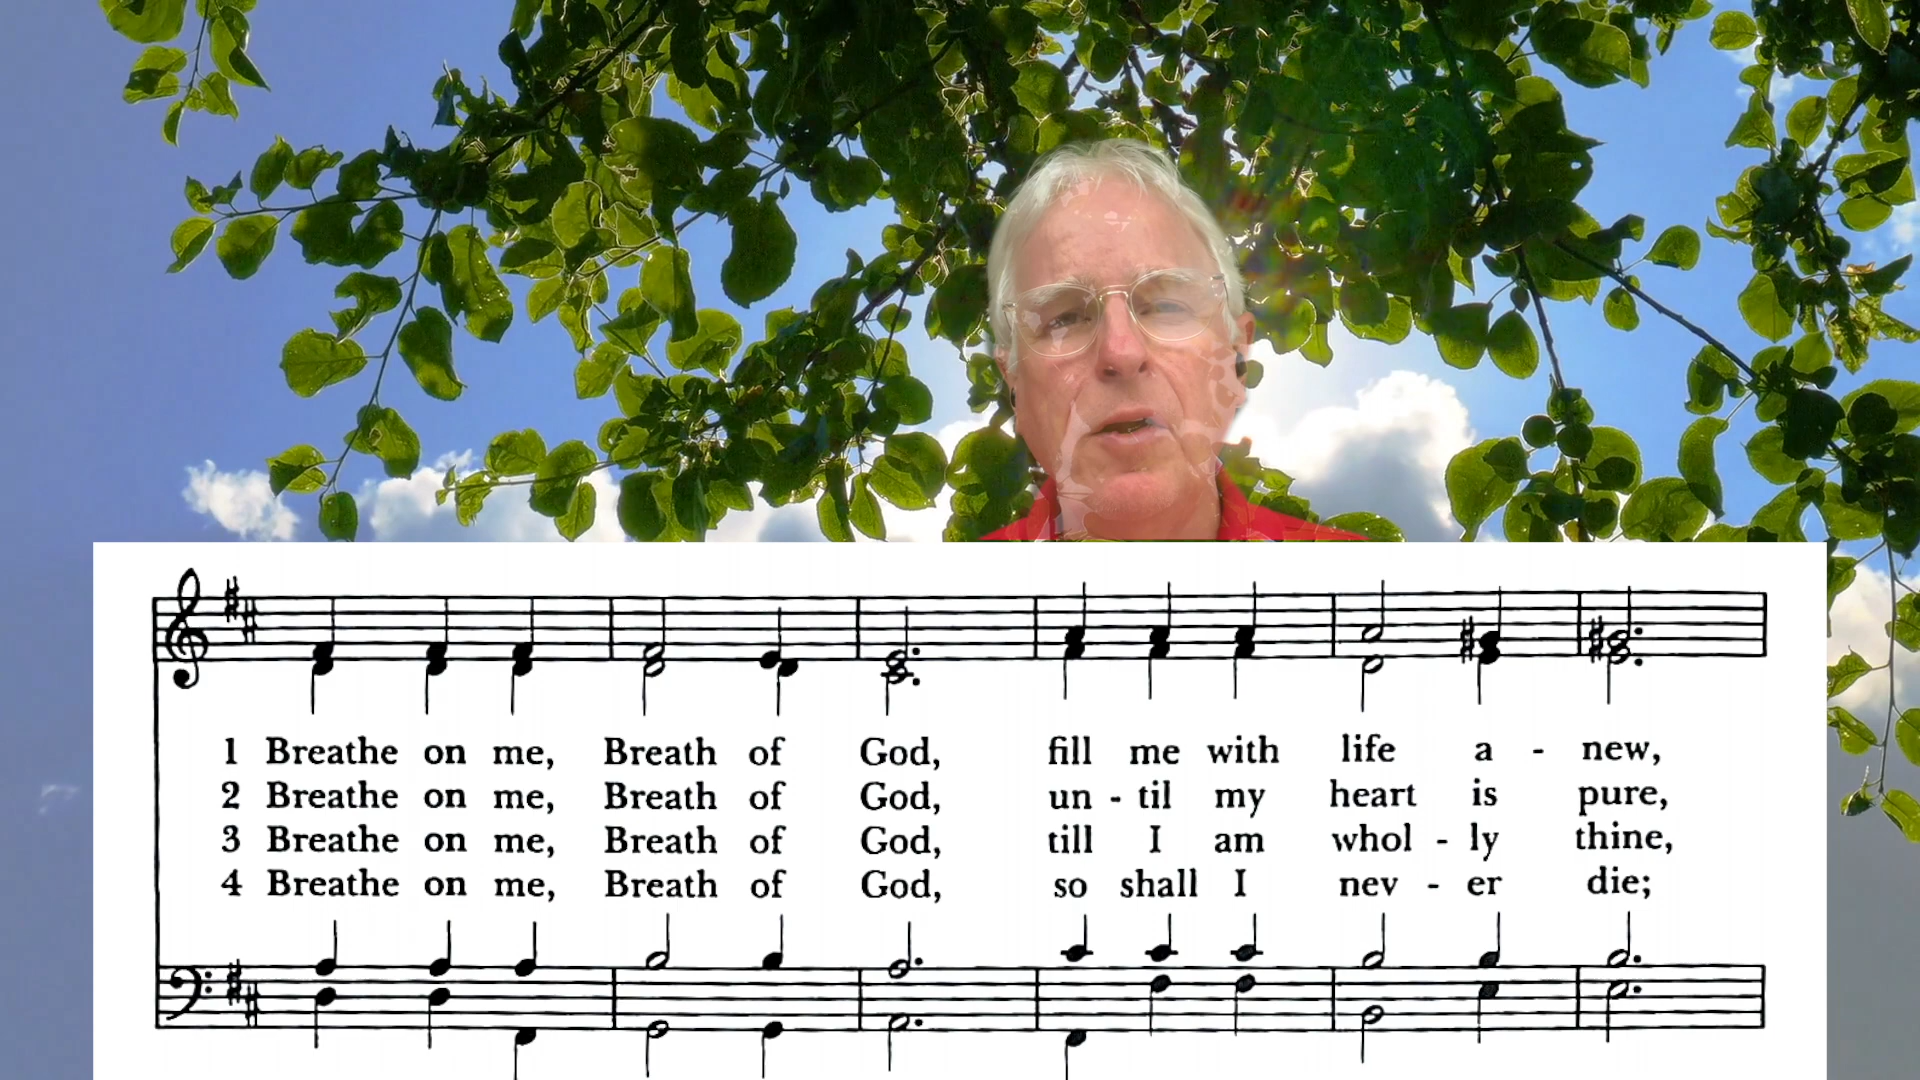 1 Breathe on me, Breath of God, fill me with life a - new,
2 Breathe on me, Breath of God, un - til my heart is pure,
3 Breathe on me, Breath of God, till I am whol - ly thine,
4 Breathe on me, Breath of God, so shall I nev - er die;